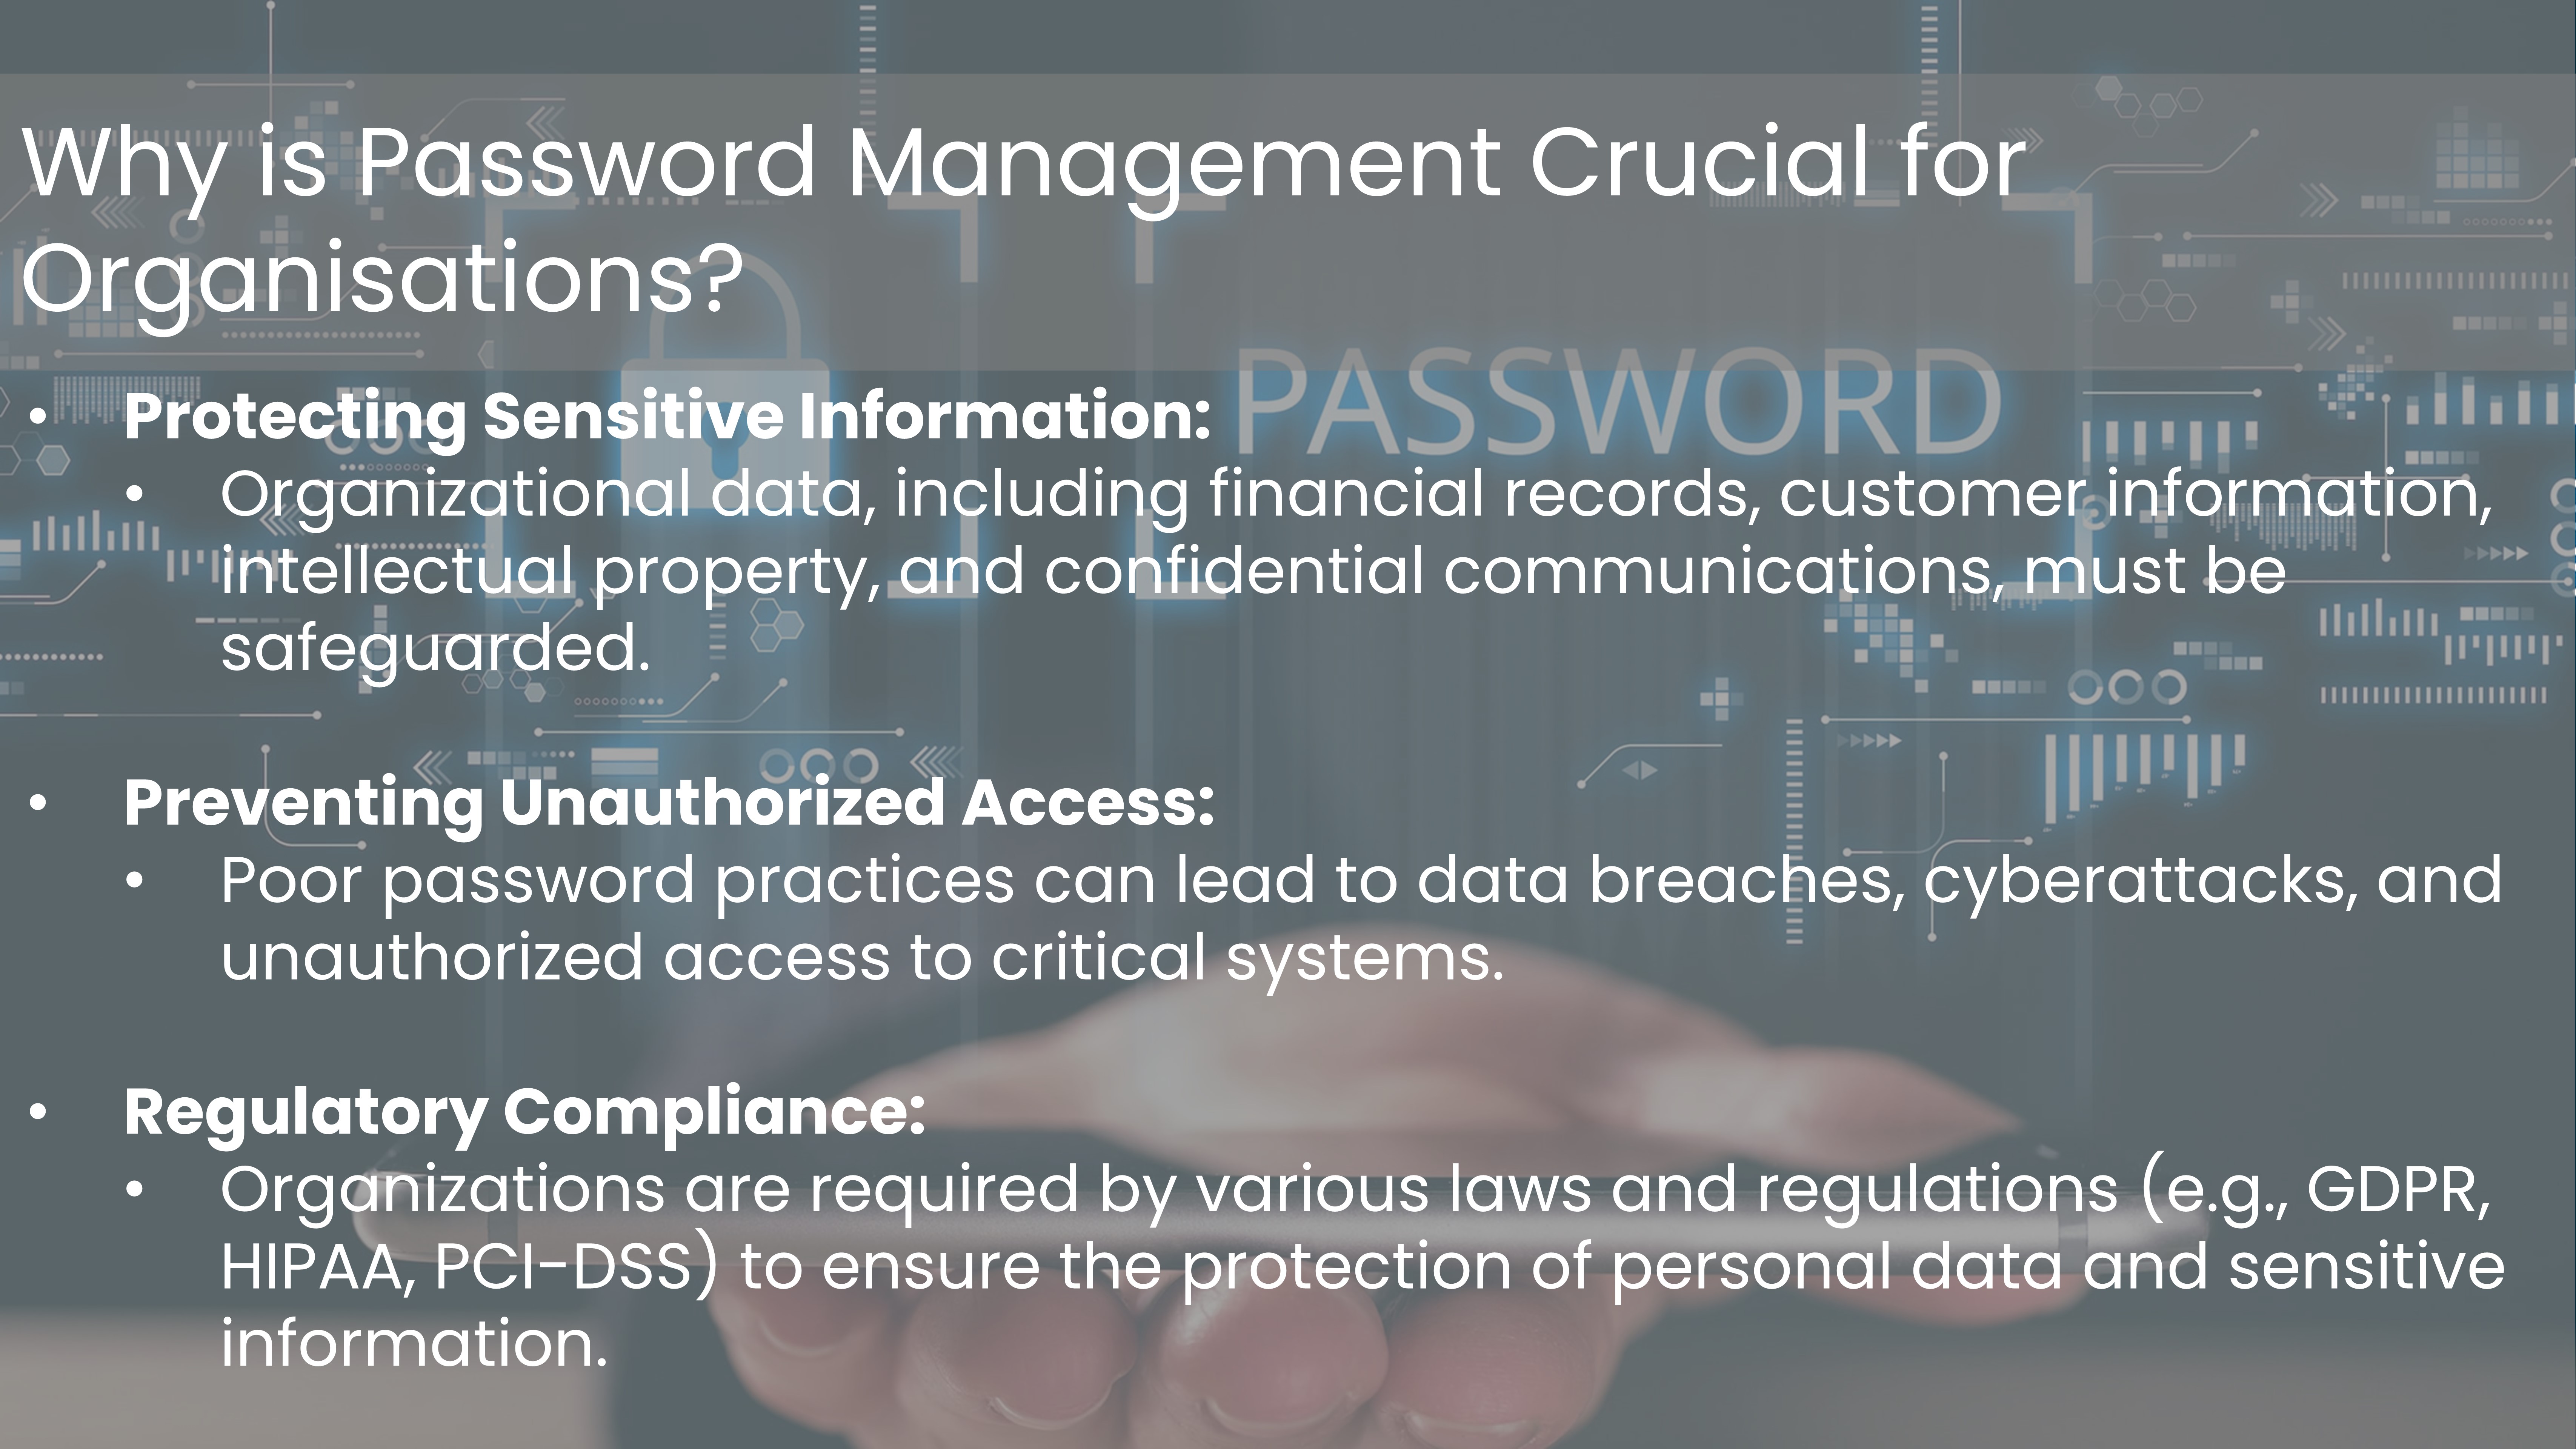 Why is Password Management Crucial for
Organisations?
PASSWORD
• Protecting Sensitive Information:
• Organizational data, including financial records, customer information,
intellectual property, and confidential communications, must be
safeguarded.
• Preventing Unauthorized Access:
• Poor password practices can lead to data breaches, cyberattacks, and
unauthorized access to critical systems.
• Regulatory Compliance:
• Organizations are required by various laws and regulations (e.g., GDPR,
HIPAA, PCI-DSS) to ensure the protection of personal data and sensitive
information.